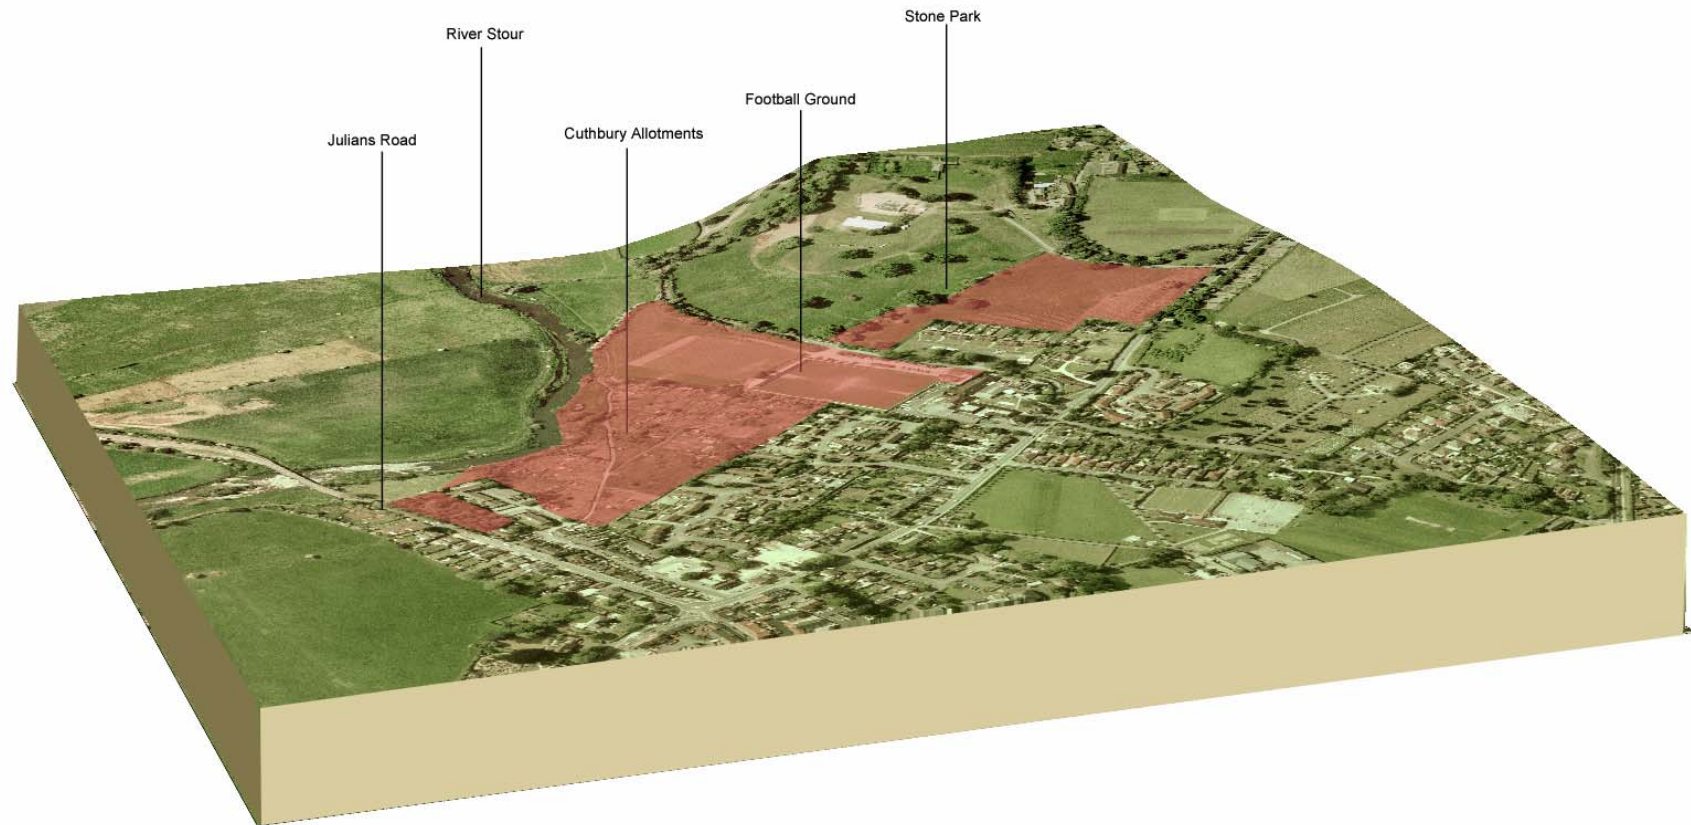 Stone Park
River Stour
Football Ground
Cuthbury Allotments
Julians Road